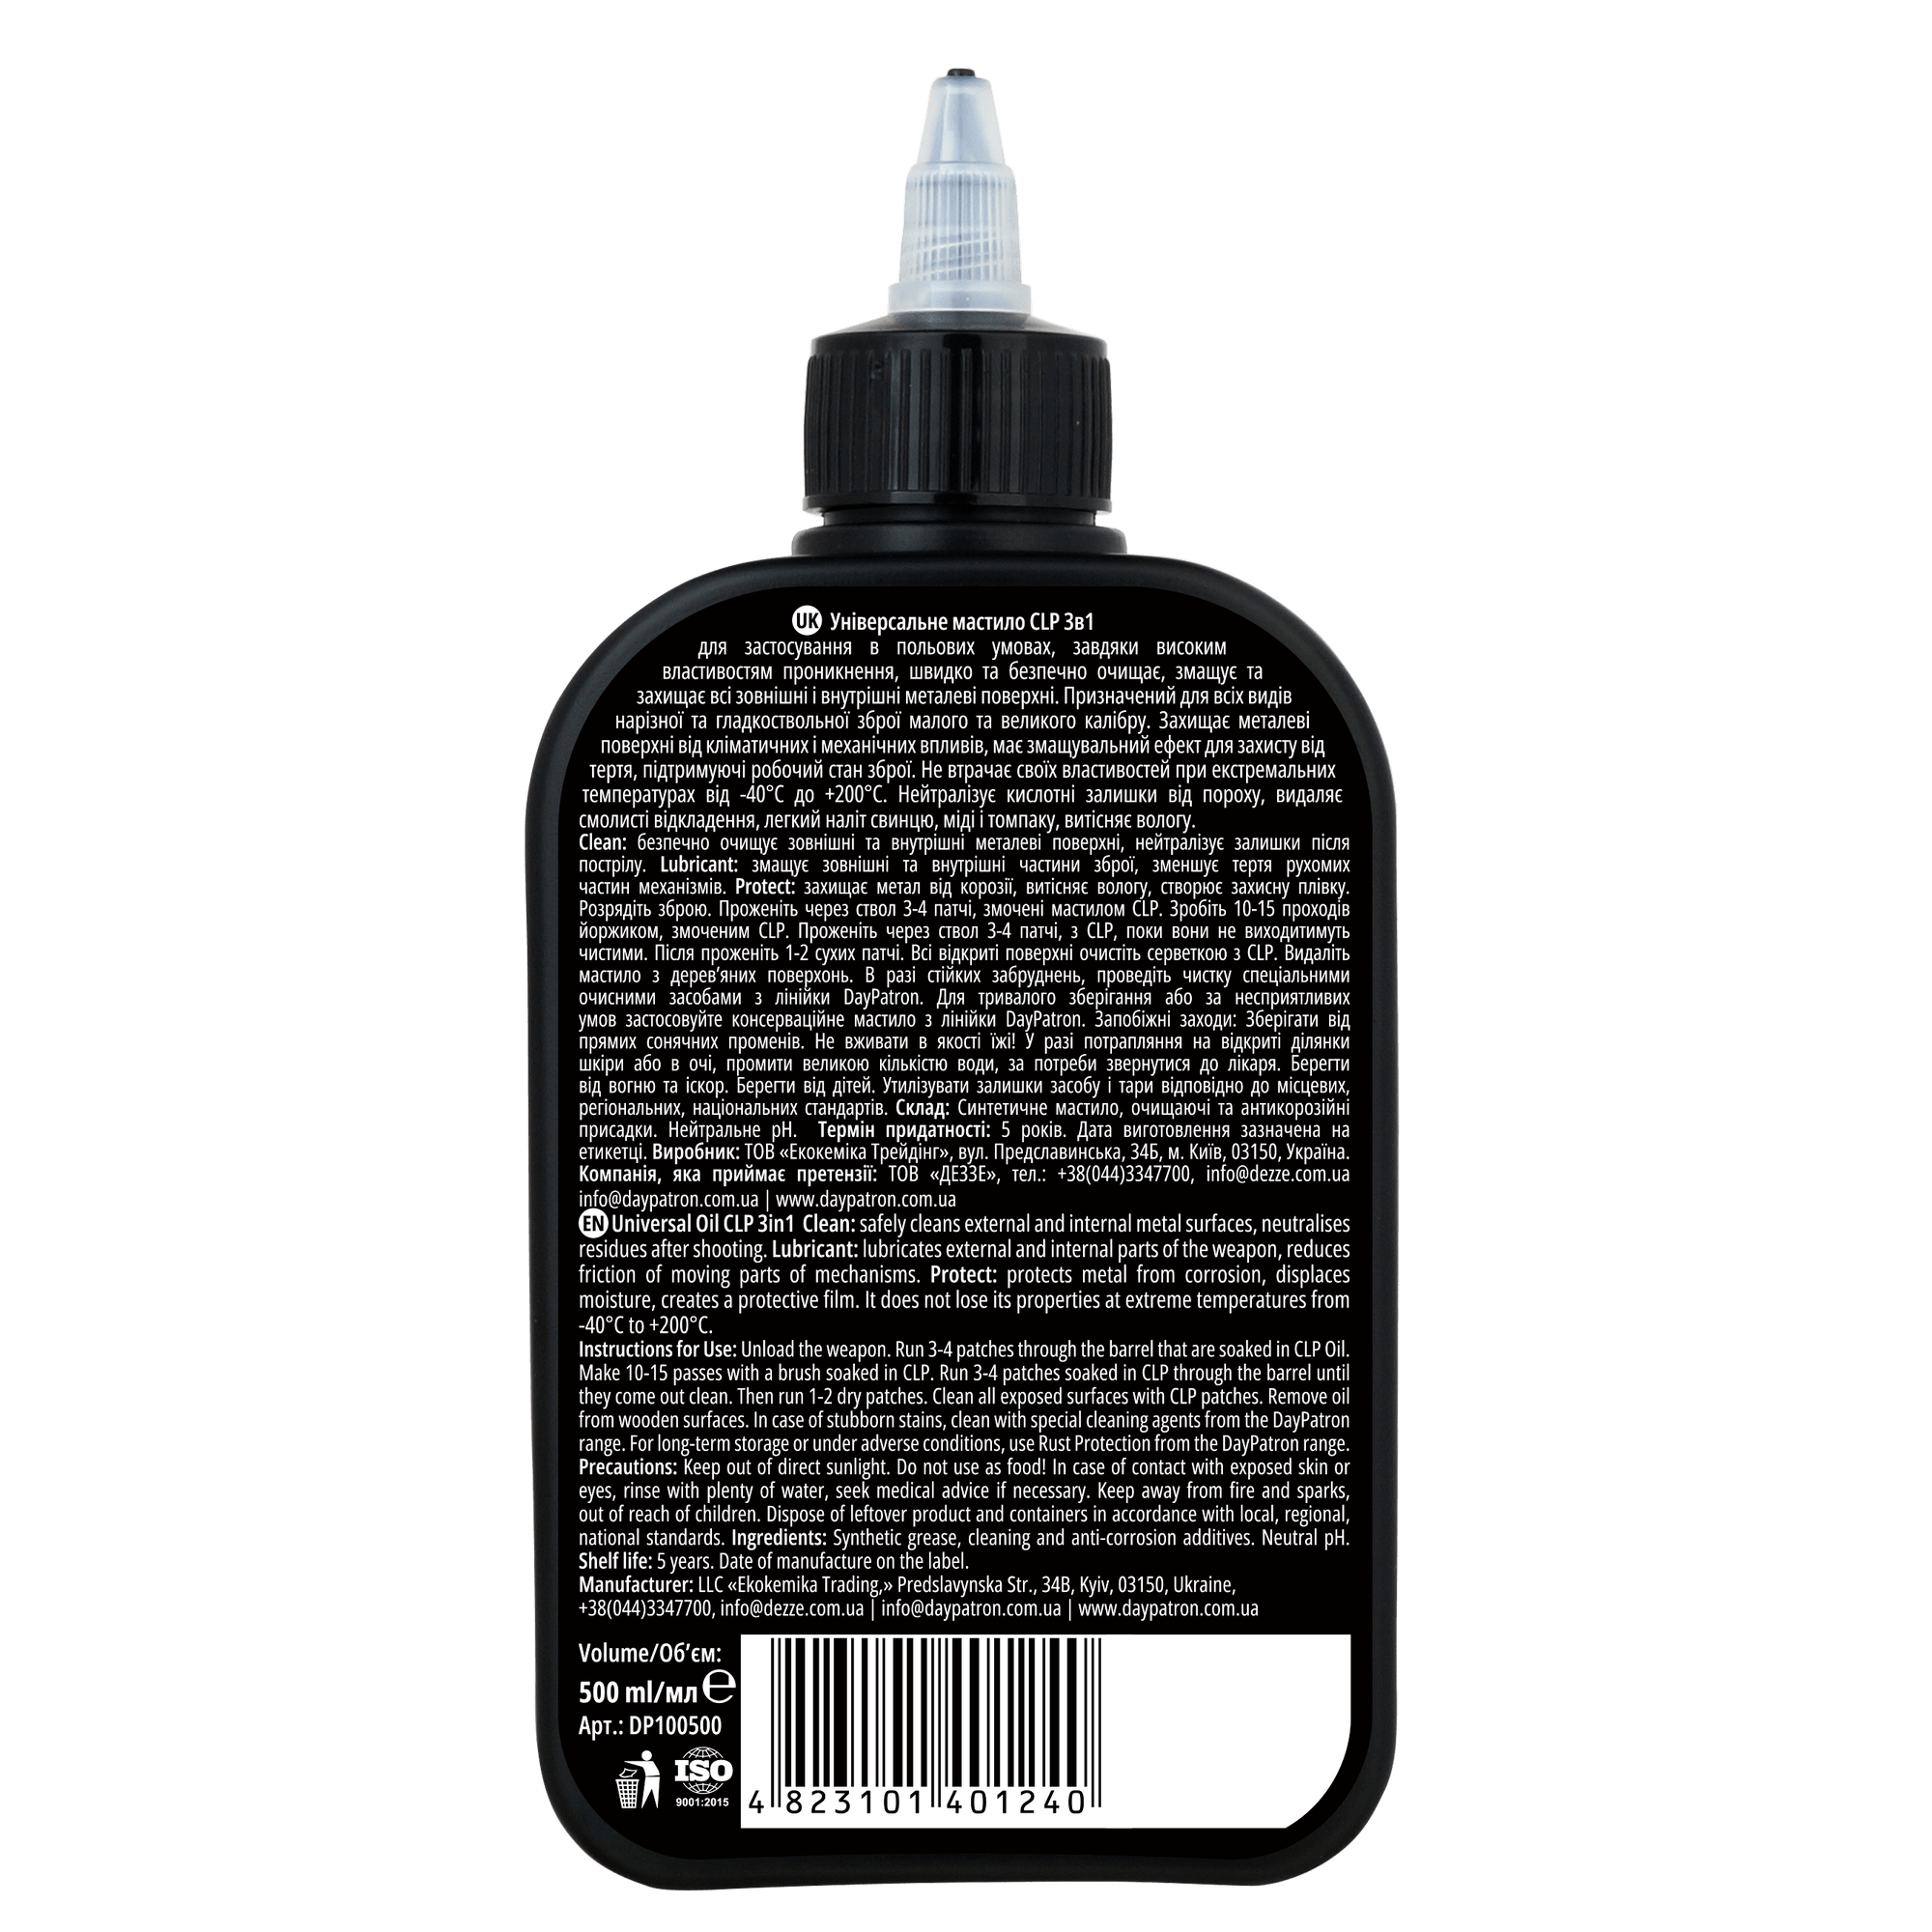 UK Універсальне мастило CLP 3в1
для застосування в польових умовах, завдяки високим
властивостям проникнення, швидко та безпечно очищає, змащує та
захищає всі зовнішні і внутрішні металеві поверхні. Призначений для всіх видів
нарізної та гладкоствольної зброї малого та великого калібру. Захищає металеві
поверхні від кліматичних і механічних впливів, має змащувальний ефект для захисту від
тертя, підтримуючі робочий стан зброї. Не втрачає своїх властивостей при екстремальних
температурах від -40°C до +200°C. Нейтралізує кислотні залишки від пороху, видаляє
смолисті відкладення, легкий наліт свинцю, міді і томпаку, витісняє вологу.
Clean: безпечно очищує зовнішні та внутрішні металеві поверхні, нейтралізує залишки після
пострілу. Lubricant: змащує зовнішні та внутрішні частини зброї, зменшує тертя рухомих
частин механізмів. Protect: захищає метал від корозії, витісняє вологу, створює захисну плівку.
Розрядіть зброю. Проженіть через ствол 3-4 патчі, змочені мастилом CLP. Зробіть 10-15 проходів
йоржиком, змоченим CLP. Проженіть через ствол 3-4 патчі, з CLP, поки вони не виходитимуть
чистими. Після проженіть 1-2 сухих патчі. Всі відкриті поверхні очистіть серветкою з CLP. Видаліть
мастило з дерев'яних поверхонь. В разі стійких забруднень, проведіть чистку спеціальними
очисними засобами з лінійки DayPatron. Для тривалого зберігання або за несприятливих
умов застосовуйте консерваційне мастило з лінійки DayPatron. Запобіжні заходи: Зберігати від
прямих сонячних променів. Не вживати в якості їжі! У разі потрапляння на відкриті ділянки
шкіри або в очі, промити великою кількістю води, за потреби звернутися до лікаря. Берегти
від вогню та іскор. Берегти від дітей. Утилізувати залишки засобу і тари відповідно до місцевих,
регіональних, національних стандартів. Склад: Синтетичне мастило, очищаючі та антикорозійні
присадки. Нейтральне pH. Термін придатності: 5 років. Дата виготовлення зазначена на
етикетці. Виробник: ТОВ «Екокеміка Трейдінг», вул. Предславинська, 34Б, м. Київ, 03150, Україна.
Компанія, яка приймає претензії: ТОВ «ДЕЗЗЕ», тел.: +38(044)3347700, info@dezze.com.ua
info@daypatron.com.ua | www.daypatron.com.ua
EN Universal Oil CLP 3in1 Clean: safely cleans external and internal metal surfaces, neutralises
residues after shooting. Lubricant: lubricates external and internal parts of the weapon, reduces
friction of moving parts of mechanisms. Protect: protects metal from corrosion, displaces
moisture, creates a protective film. It does not lose its properties at extreme temperatures from
-40°C to +200°C.
Instructions for Use: Unload the weapon. Run 3-4 patches through the barrel that are soaked in CLP Oil.
Make 10-15 passes with a brush soaked in CLP. Run 3-4 patches soaked in CLP through the barrel until
they come out clean. Then run 1-2 dry patches. Clean all exposed surfaces with CLP patches. Remove oil
from wooden surfaces. In case of stubborn stains, clean with special cleaning agents from the DayPatron
range. For long-term storage or under adverse conditions, use Rust Protection from the DayPatron range.
Precautions: Keep out of direct sunlight. Do not use as food! In case of contact with exposed skin or
eyes, rinse with plenty of water, seek medical advice if necessary. Keep away from fire and sparks,
out of reach of children. Dispose of leftover product and containers in accordance with local, regional,
national standards. Ingredients: Synthetic grease, cleaning and anti-corrosion additives. Neutral pH.
Shelf life: 5 years. Date of manufacture on the label.
Manufacturer: LLC «Ekokemika Trading,» Predslavynska Str., 34B, Kyiv, 03150, Ukraine,
+38(044)3347700, info@dezze.com.ua | info@daypatron.com.ua | www.daypatron.com.ua
Volume/Об'єм:
500 ml/мл ℮
Арт.: DP100500
ISO
9001:2015
4 823101 401240